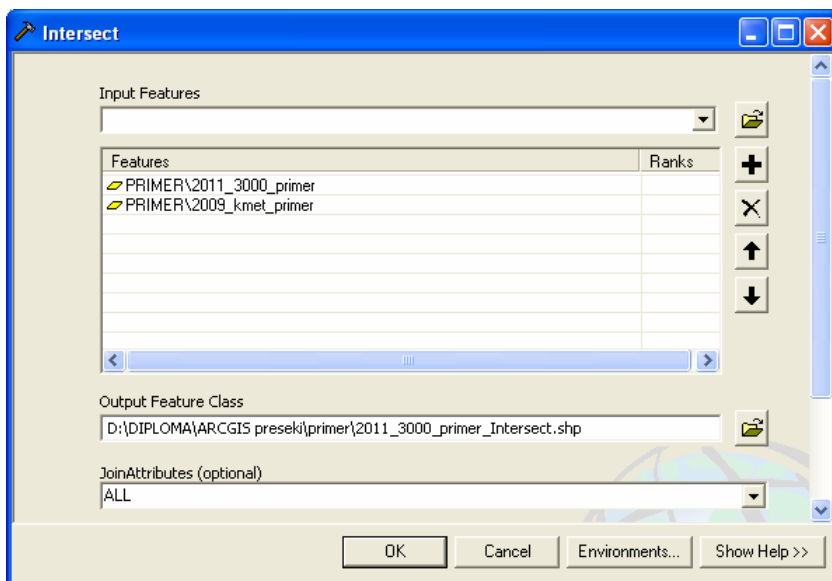 Intersect
Input Features
Features Ranks
PRIMER\2011_3000_primer
PRIMER\2009_kmet_primer
Output Feature Class
D:\DIPLOMA\ARCGIS preseki\primer\2011_3000_primer_Intersect.shp
JoinAttributes (optional)
ALL
OK Cancel Environments... Show Help >>